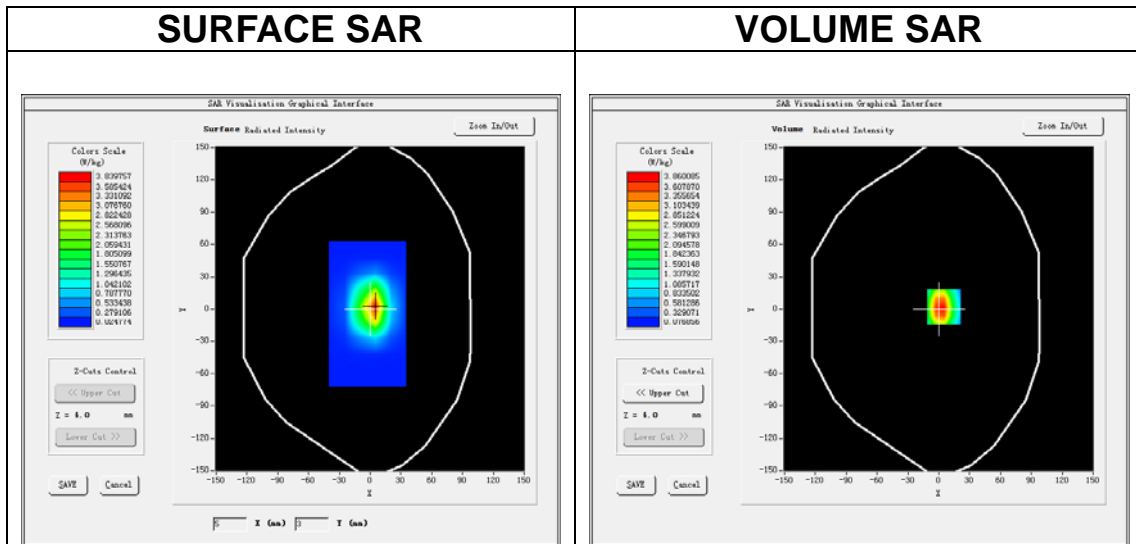 SURFACE SAR
VOLUME SAR
SAR Visualisation Graphical Interface
Surface Radiated Intensity
Zoom In/Out
Colors Scale
(W/kg)
3.839757
3.585424
3.331092
3.076760
2.822428
2.568096
2.313763
2.059431
1.805099
1.550767
1.296435
1.042102
0.787770
0.533438
0.279106
0.024774
150
120
90
60
30
0
-30
-60
-90
-120
-150
Y
-150 -120 -90 -60 -30 0 30 60 90 120 150
X
Z-Cuts Control
<< Upper Cut
Z = 4.0 mm
Lower Cut >>
SAVE Cancel
5 X (mm) 3 Y (mm)
SAR Visualisation Graphical Interface
Volume Radiated Intensity
Zoom In/Out
Colors Scale
(W/kg)
3.860085
3.607870
3.355654
3.103439
2.851224
2.599009
2.346793
2.094578
1.842363
1.590148
1.337932
1.085717
0.833502
0.581286
0.329071
0.076856
150
120
90
60
30
0
-30
-60
-90
-120
-150
Y
-150 -120 -90 -60 -30 0 30 60 90 120 150
X
Z-Cuts Control
<< Upper Cut
Z = 4.0 mm
Lower Cut >>
SAVE Cancel